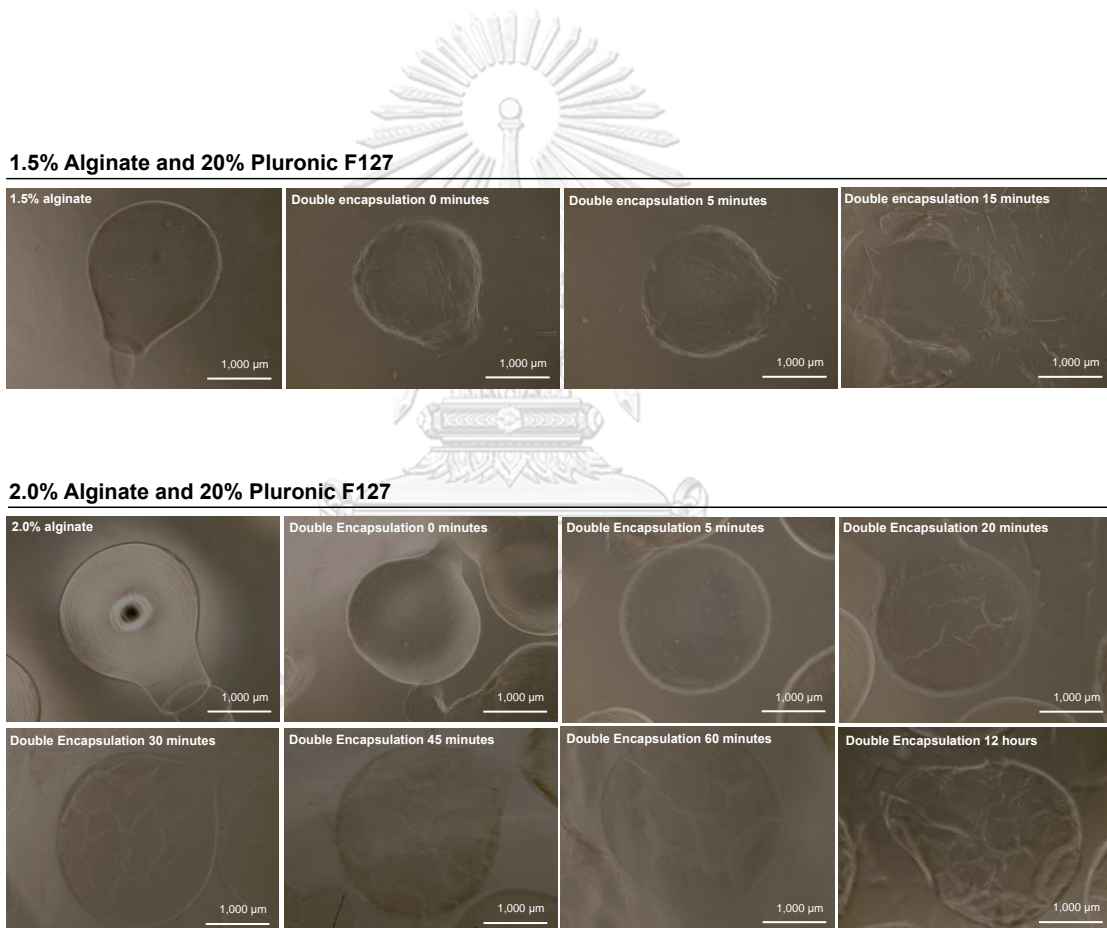 1.5% Alginate and 20% Pluronic F127
1.5% alginate
Double encapsulation 0 minutes
Double encapsulation 5 minutes
Double encapsulation 15 minutes
1,000 µm
1,000 µm
1,000 µm
1,000 µm
2.0% Alginate and 20% Pluronic F127
2.0% alginate
Double Encapsulation 0 minutes
Double Encapsulation 5 minutes
Double Encapsulation 20 minutes
1,000 µm
1,000 µm
1,000 µm
1,000 µm
Double Encapsulation 30 minutes
Double Encapsulation 45 minutes
Double Encapsulation 60 minutes
Double Encapsulation 12 hours
1,000 µm
1,000 µm
1,000 µm
1,000 µm